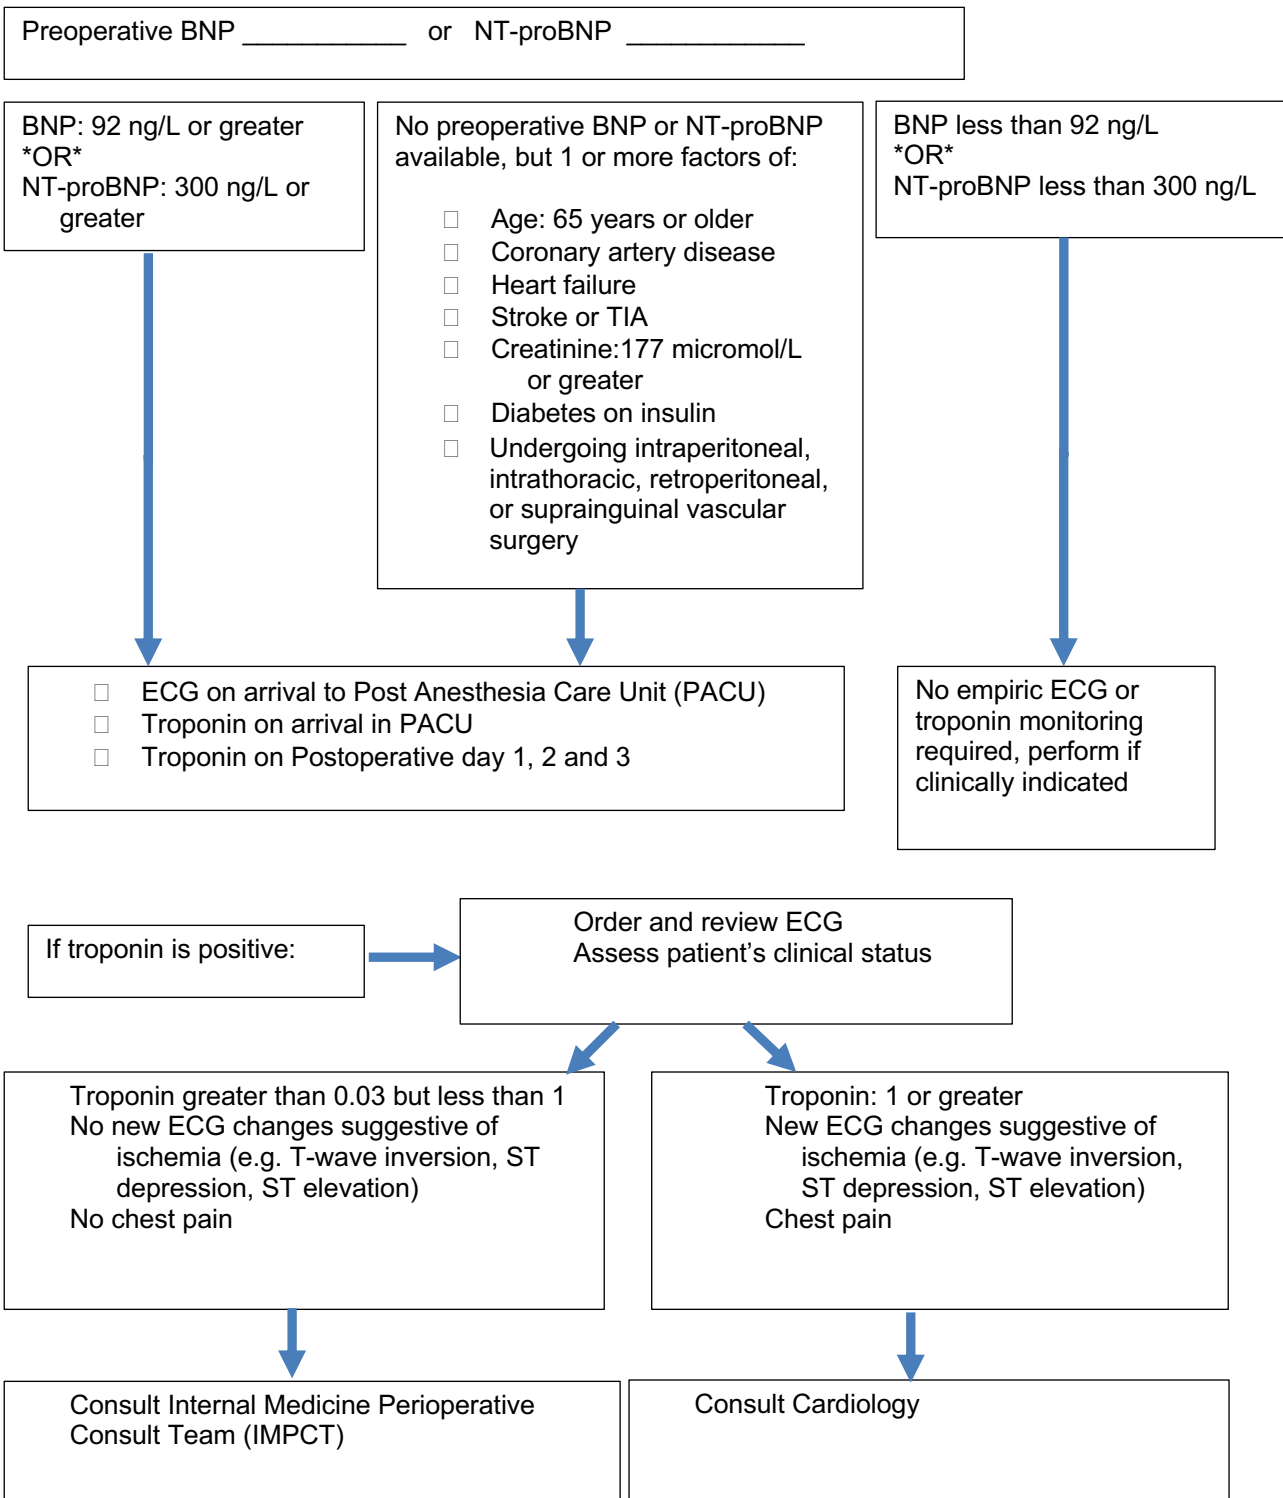 Preoperative BNP ___________ or NT-proBNP ____________
BNP: 92 ng/L or greater
*OR*
NT-proBNP: 300 ng/L or
greater
No preoperative BNP or NT-proBNP
available, but 1 or more factors of:
□ Age: 65 years or older
□ Coronary artery disease
□ Heart failure
□ Stroke or TIA
□ Creatinine:177 micromol/L
or greater
□ Diabetes on insulin
□ Undergoing intraperitoneal,
intrathoracic, retroperitoneal,
or suprainguinal vascular
surgery
BNP less than 92 ng/L
*OR*
NT-proBNP less than 300 ng/L
□ ECG on arrival to Post Anesthesia Care Unit (PACU)
□ Troponin on arrival in PACU
□ Troponin on Postoperative day 1, 2 and 3
No empiric ECG or
troponin monitoring
required, perform if
clinically indicated
If troponin is positive:
Order and review ECG
Assess patient's clinical status
Troponin greater than 0.03 but less than 1
No new ECG changes suggestive of
ischemia (e.g. T-wave inversion, ST
depression, ST elevation)
No chest pain
Troponin: 1 or greater
New ECG changes suggestive of
ischemia (e.g. T-wave inversion,
ST depression, ST elevation)
Chest pain
Consult Internal Medicine Perioperative
Consult Team (IMPCT)
Consult Cardiology